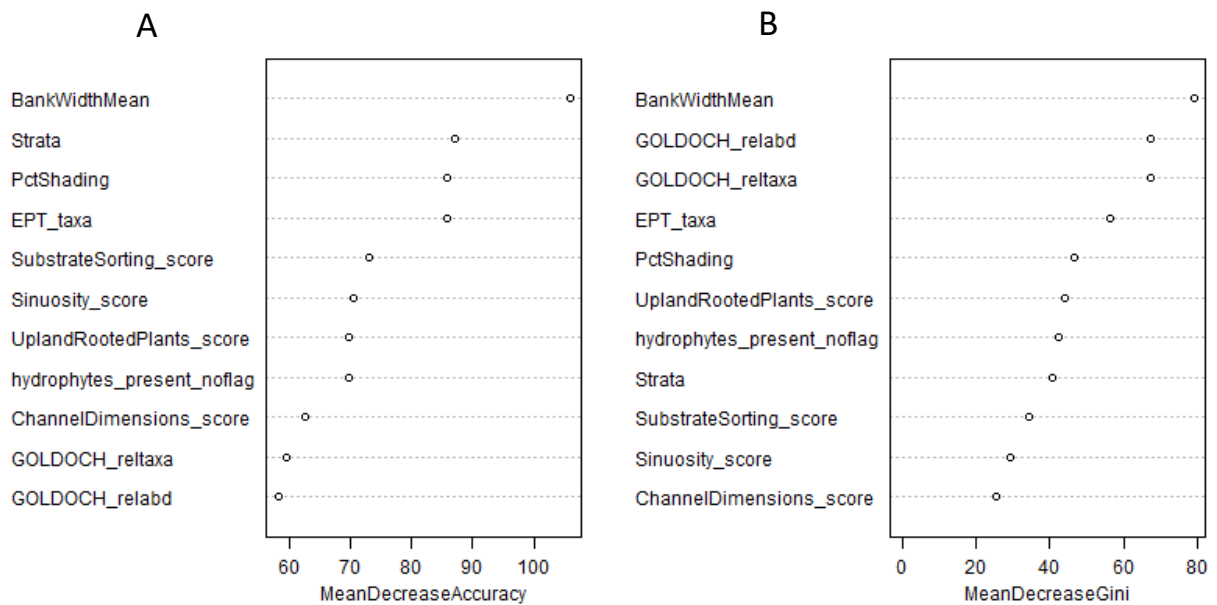 A
BankWidthMean
Strata
PctShading
EPT_taxa
SubstrateSorting_score
Sinuosity_score
UplandRootedPlants_score
hydrophytes_present_noflag
ChannelDimensions_score
GOLDOCH_reltaxa
GOLDOCH_relabd
60 70 80 90 100
MeanDecreaseAccuracy
B
BankWidthMean
GOLDOCH_relabd
GOLDOCH_reltaxa
EPT_taxa
PctShading
UplandRootedPlants_score
hydrophytes_present_noflag
Strata
SubstrateSorting_score
Sinuosity_score
ChannelDimensions_score
0 20 40 60 80
MeanDecreaseGini